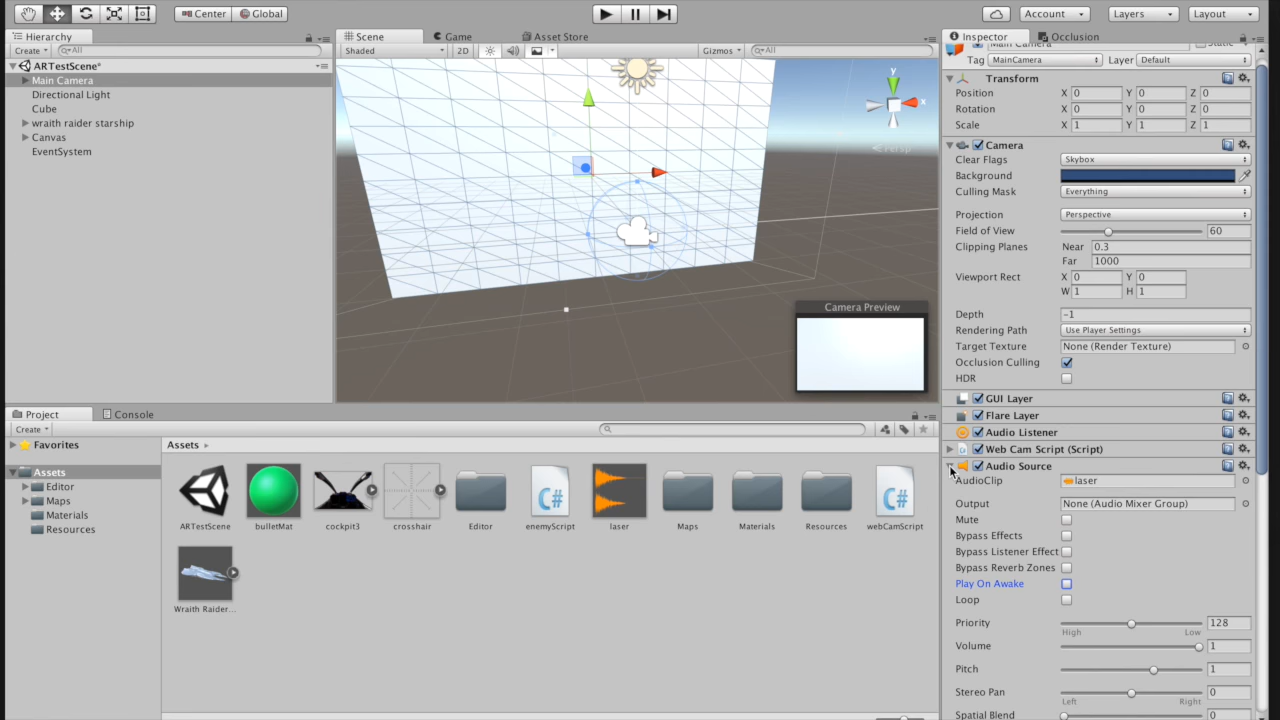 Center
Global
Account
Layers
Layout
Hierarchy
Create
All
ARTestScene*
Main Camera
Directional Light
Cube
wraith raider starship
Canvas
EventSystem
Scene
Game
Asset Store
Shaded
2D
Gizmos
All
y
x
Persp
Camera Preview
Project
Console
Create
Favorites
Assets
Editor
Maps
Materials
Resources
Assets
ARTestScene
bulletMat
cockpit3
crosshair
Editor
C#
enemyScript
laser
Maps
Materials
Resources
C#
webCamScript
Wraith Raider...
Inspector
Occlusion
Main Camera
Static
Tag MainCamera Layer Default
Transform
Position X 0 Y 0 Z 0
Rotation X 0 Y 0 Z 0
Scale X 1 Y 1 Z 1
Camera
Clear Flags Skybox
Background
Culling Mask Everything
Projection Perspective
Field of View 60
Clipping Planes Near 0.3
Far 1000
Viewport Rect X 0 Y 0
W 1 H 1
Depth -1
Rendering Path Use Player Settings
Target Texture None (Render Texture)
Occlusion Culling
HDR
GUI Layer
Flare Layer
Audio Listener
Web Cam Script (Script)
Audio Source
AudioClip laser
Output None (Audio Mixer Group)
Mute
Bypass Effects
Bypass Listener Effect
Bypass Reverb Zones
Play On Awake
Loop
Priority 128
High Low
Volume 1
Pitch 1
Stereo Pan 0
Left Right
Spatial Blend 0